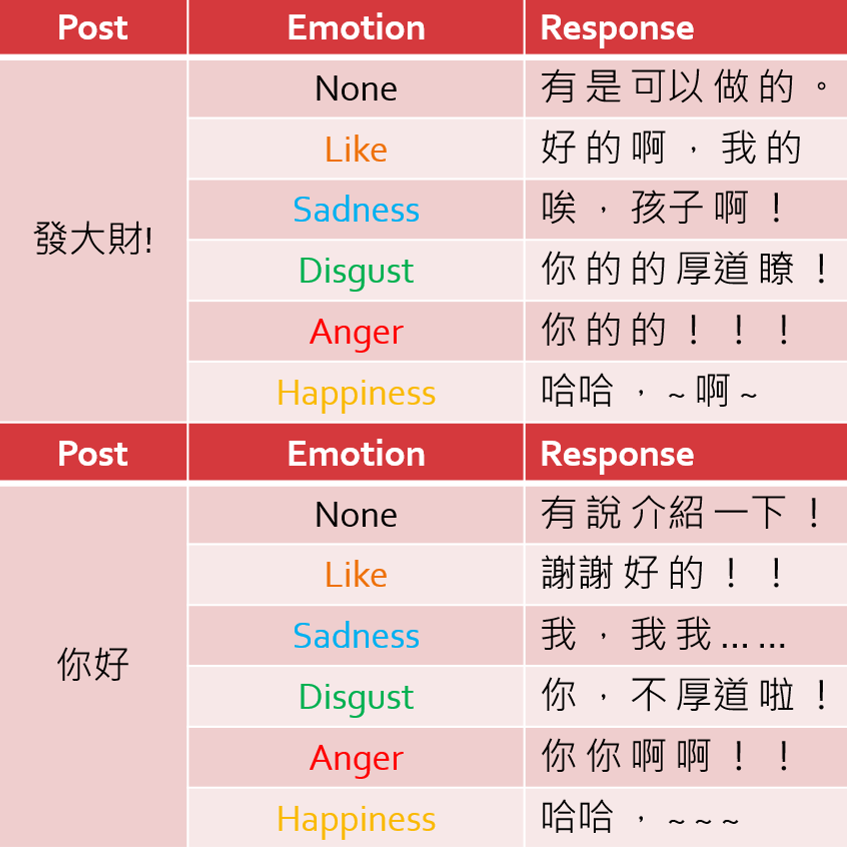 Post Emotion Response
None 有 是 可以 做 的 。
Like 好 的 啊 ， 我 的
Sadness 唉 ， 孩子 啊 ！
發大財!
Disgust 你 的 的 厚道 瞭 ！
Anger 你 的 的 ！ ！ ！
Happiness 哈哈 ， ~ 啊 ~
Post Emotion Response
None 有 說 介紹 一下 ！
Like 謝謝 好 的 ！ ！
Sadness 我 ， 我 我 … …
你好
Disgust 你 ， 不 厚道 啦 ！
Anger 你 你 啊 啊 ！ ！
Happiness 哈哈 ， ~ ~ ~